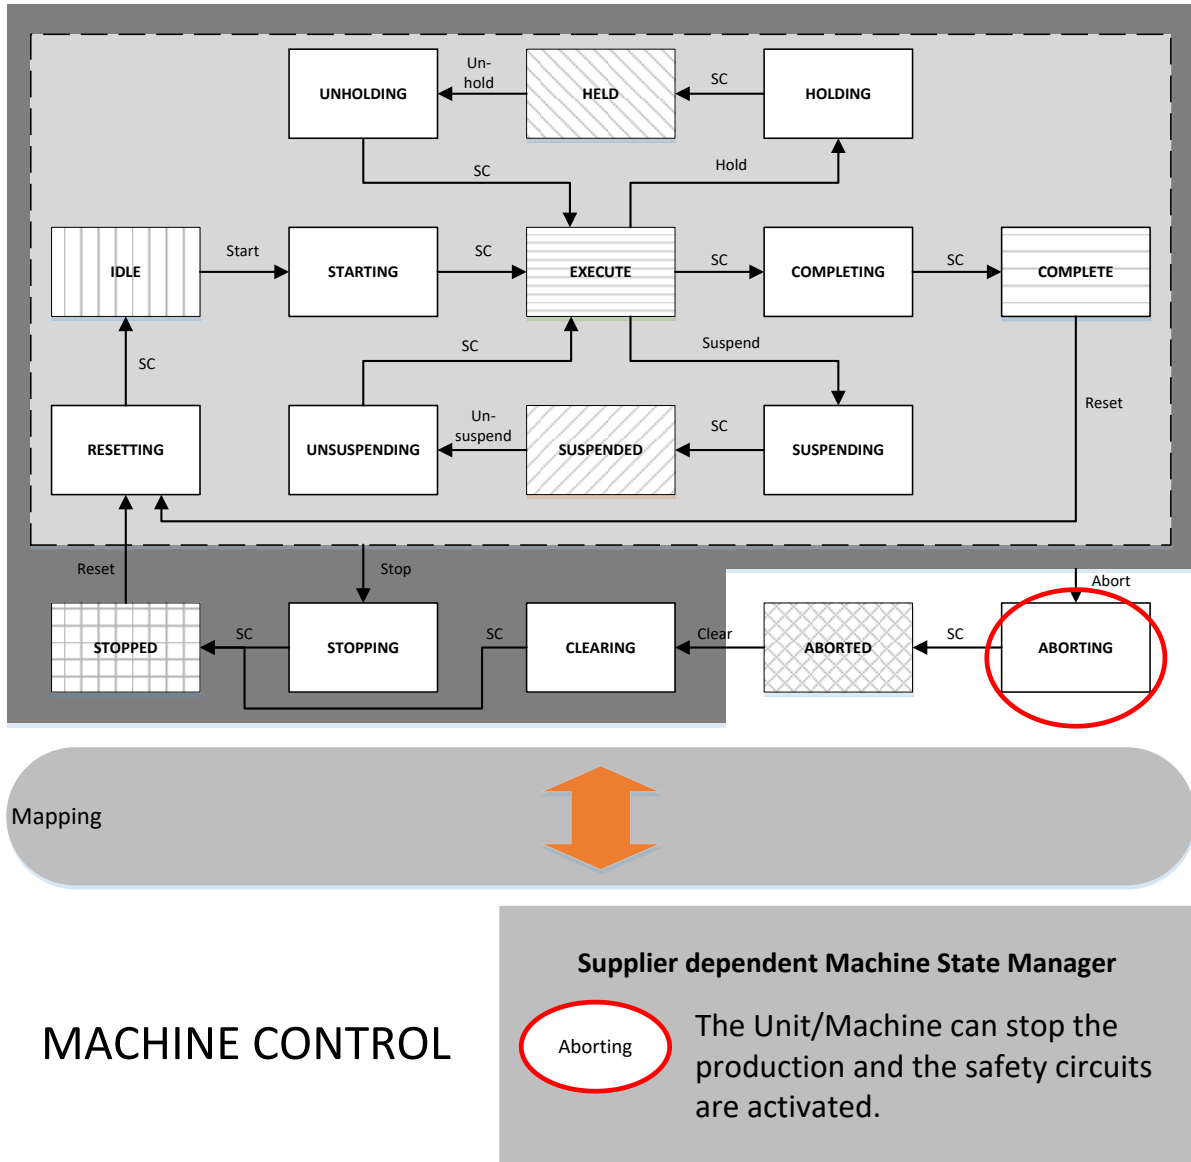 Un-
hold
SC
UNHOLDING
HELD
HOLDING
SC
Hold
Start
SC
SC
SC
IDLE
STARTING
EXECUTE
COMPLETING
COMPLETE
SC
SC
Suspend
Un-
suspend
SC
Reset
RESETTING
UNSUSPENDING
SUSPENDED
SUSPENDING
Reset
Stop
Abort
SC
SC
Clear
SC
STOPPED
STOPPING
CLEARING
ABORTED
ABORTING
Mapping
MACHINE CONTROL
Supplier dependent Machine State Manager
Aborting
The Unit/Machine can stop the
production and the safety circuits
are activated.